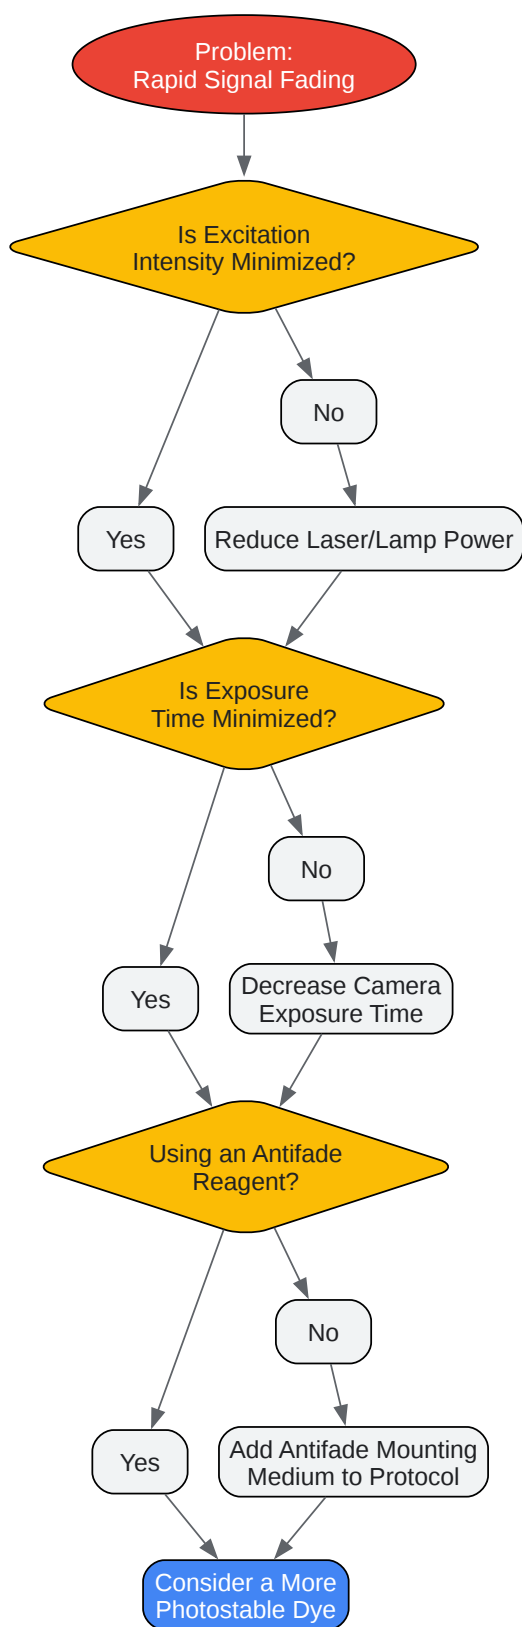 Problem:
Rapid Signal Fading
Is Excitation
Intensity Minimized?
No
Yes
Reduce Laser/Lamp Power
Is Exposure
Time Minimized?
No
Yes
Decrease Camera
Exposure Time
Using an Antifade
Reagent?
No
Yes
Add Antifade Mounting
Medium to Protocol
Consider a More
Photostable Dye